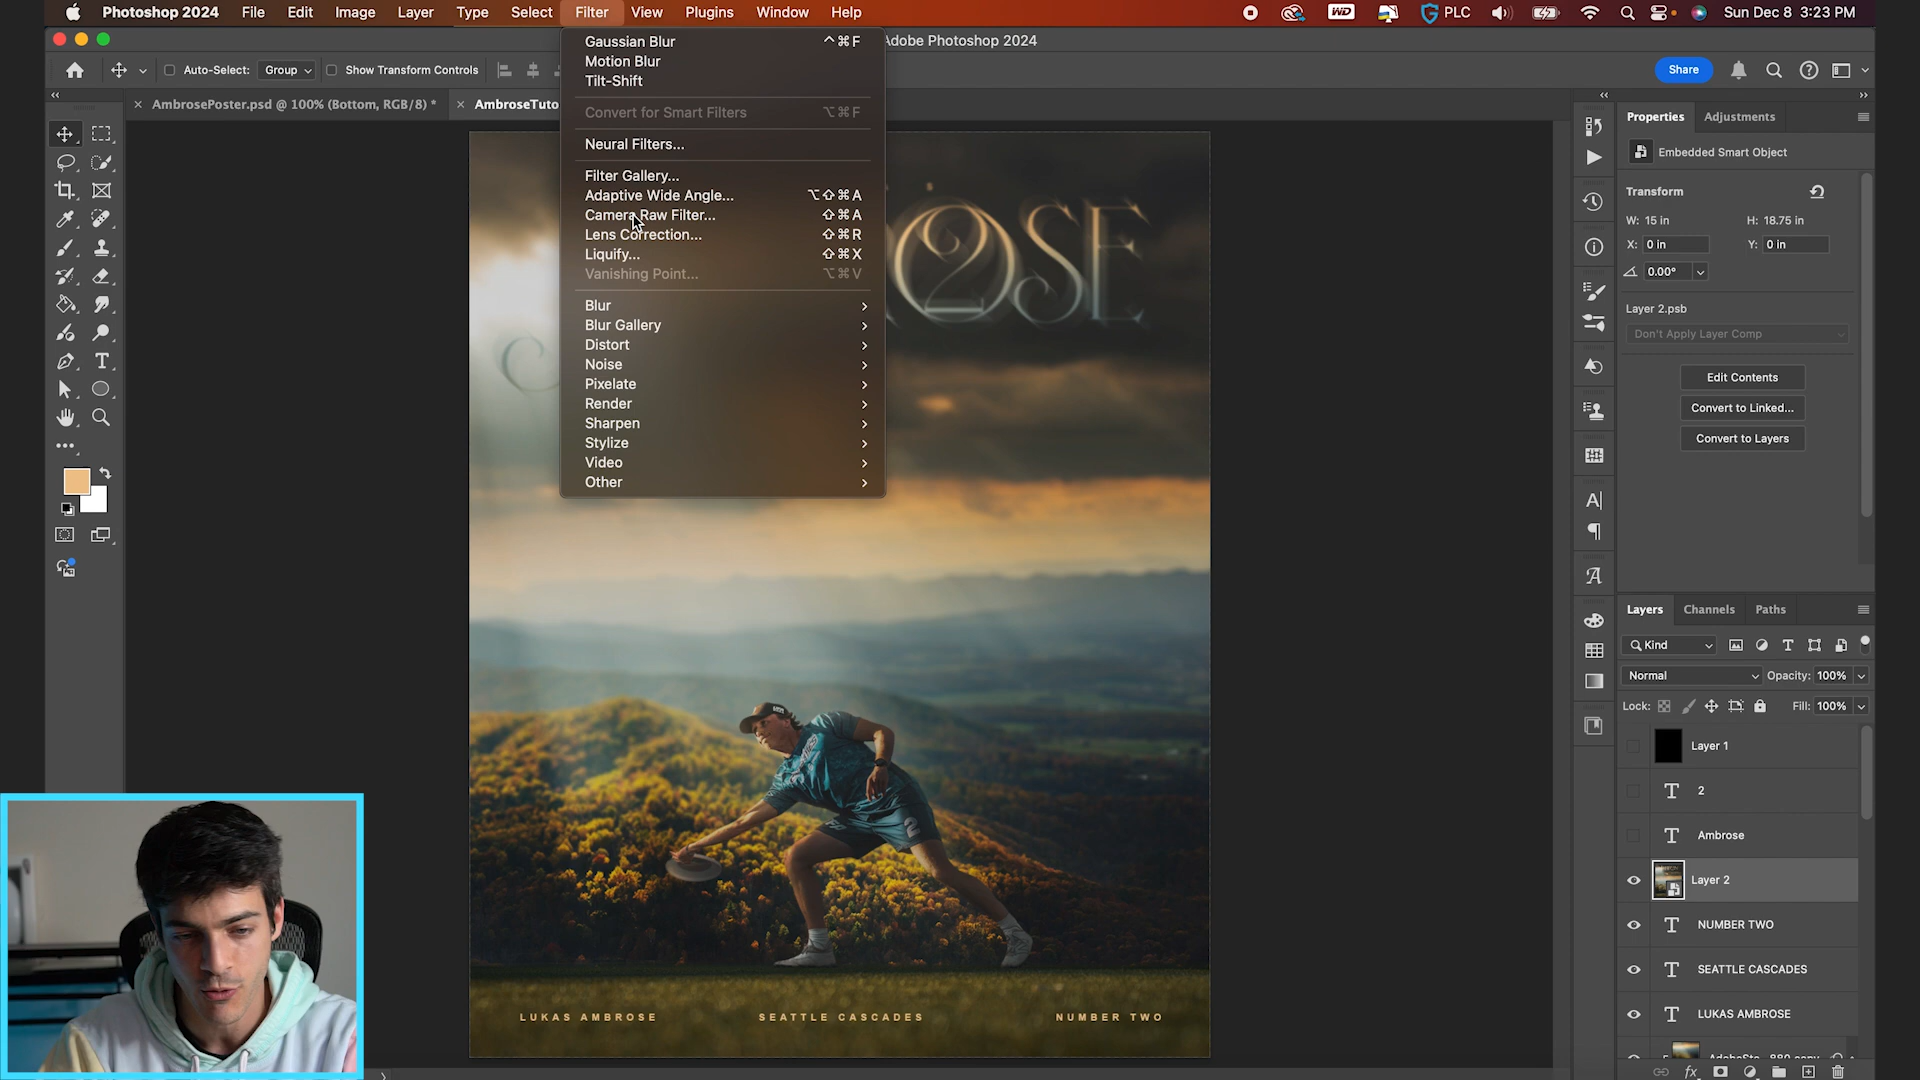 Photoshop 2024 File Edit Image Layer Type Select Filter View Plugins Window Help
WD PLC Sun Dec 8 3:23 PM
Adobe Photoshop 2024
Auto-Select: Group Show Transform Controls
Share
AmbrosePoster.psd @ 100% (Bottom, RGB/8) *
AmbroseTuto
Gaussian Blur ^⌘F
Motion Blur
Tilt-Shift
Convert for Smart Filters ⌥⌘F
Neural Filters...
Filter Gallery...
Adaptive Wide Angle... ⌥⇧⌘A
Camera Raw Filter... ⇧⌘A
Lens Correction... ⇧⌘R
Liquify... ⇧⌘X
Vanishing Point... ⌥⌘V
Blur
Blur Gallery
Distort
Noise
Pixelate
Render
Sharpen
Stylize
Video
Other
OSE
2
LUKAS AMBROSE SEATTLE CASCADES NUMBER TWO
Properties Adjustments
Embedded Smart Object
Transform
W: 15 in H: 18.75 in
X: 0 in Y: 0 in
0.00°
Layer 2.psb
Don't Apply Layer Comp
Edit Contents
Convert to Linked...
Convert to Layers
Layers Channels Paths
Kind
Normal Opacity: 100%
Lock: Fill: 100%
Layer 1
2
Ambrose
Layer 2
NUMBER TWO
SEATTLE CASCADES
LUKAS AMBROSE